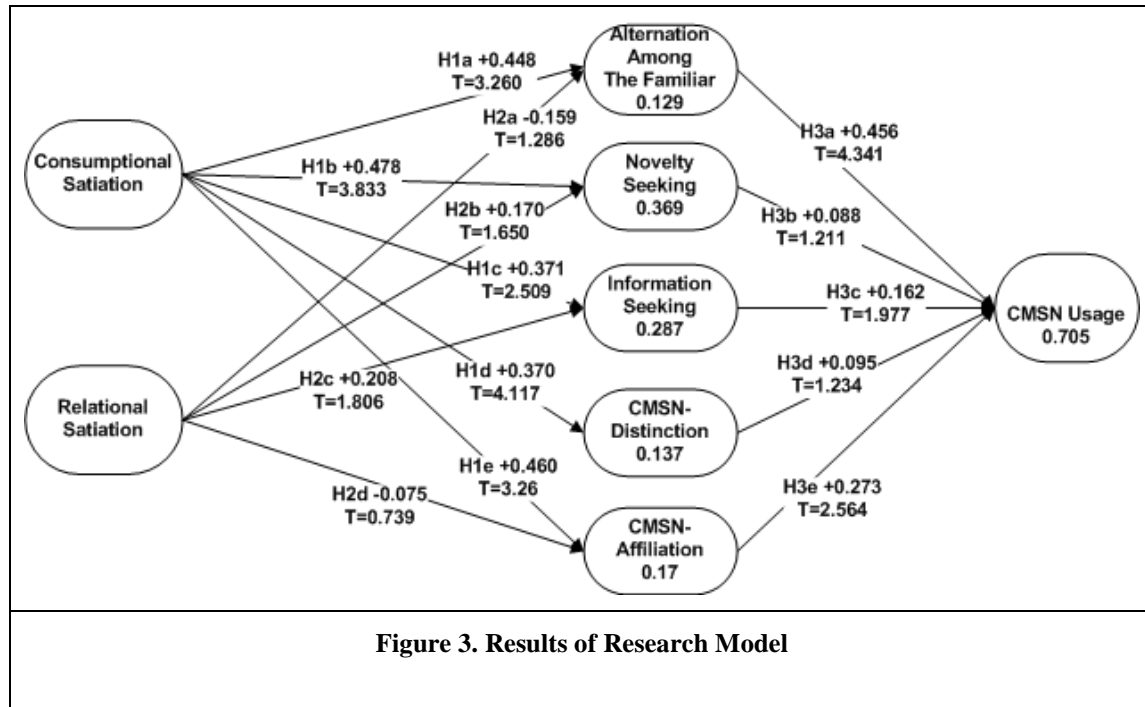 Consumptional
Satiation
Relational
Satiation
H1a +0.448
T=3.260
H2a -0.159
T=1.286
H1b +0.478
T=3.833
H2b +0.170
T=1.650
H1c +0.371
T=2.509
H2c +0.208
T=1.806
H1d +0.370
T=4.117
H1e +0.460
T=3.26
H2d -0.075
T=0.739
Alternation
Among
The Familiar
0.129
Novelty
Seeking
0.369
Information
Seeking
0.287
CMSN-
Distinction
0.137
CMSN-
Affiliation
0.17
H3a +0.456
T=4.341
H3b +0.088
T=1.211
H3c +0.162
T=1.977
H3d +0.095
T=1.234
H3e +0.273
T=2.564
CMSN Usage
0.705
Figure 3. Results of Research Model